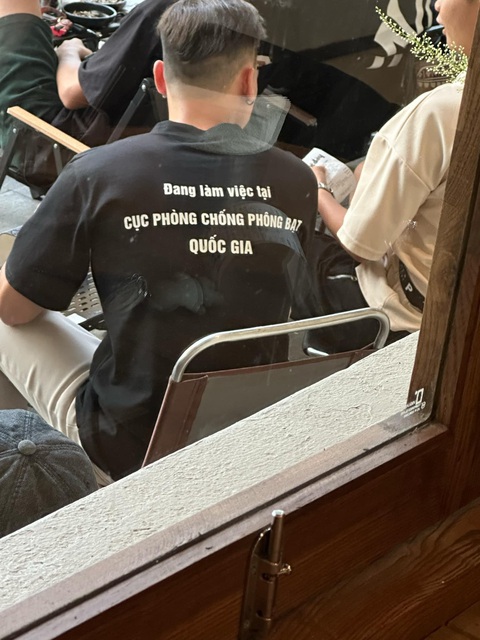 Đang làm việc tại
CỤC PHÒNG CHỐNG PHÔNG BẠT
QUỐC GIA